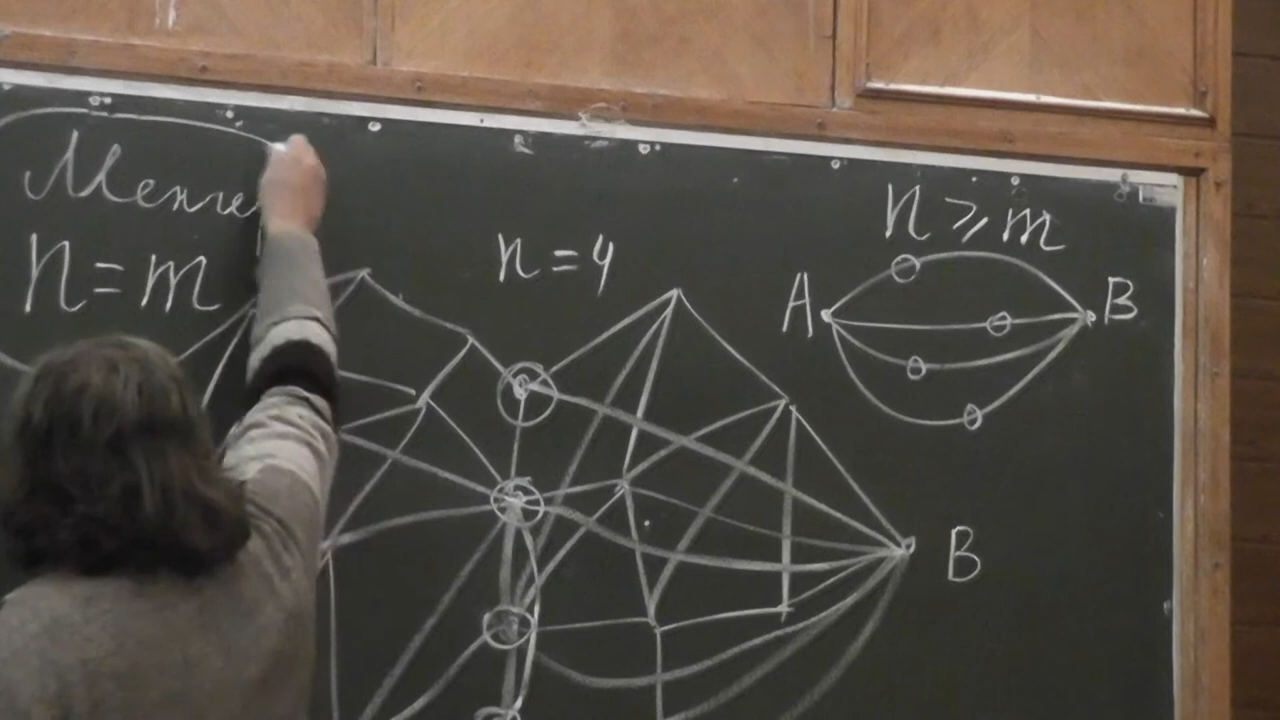 n = m
n = 4
n ⩾ m
A
B
B